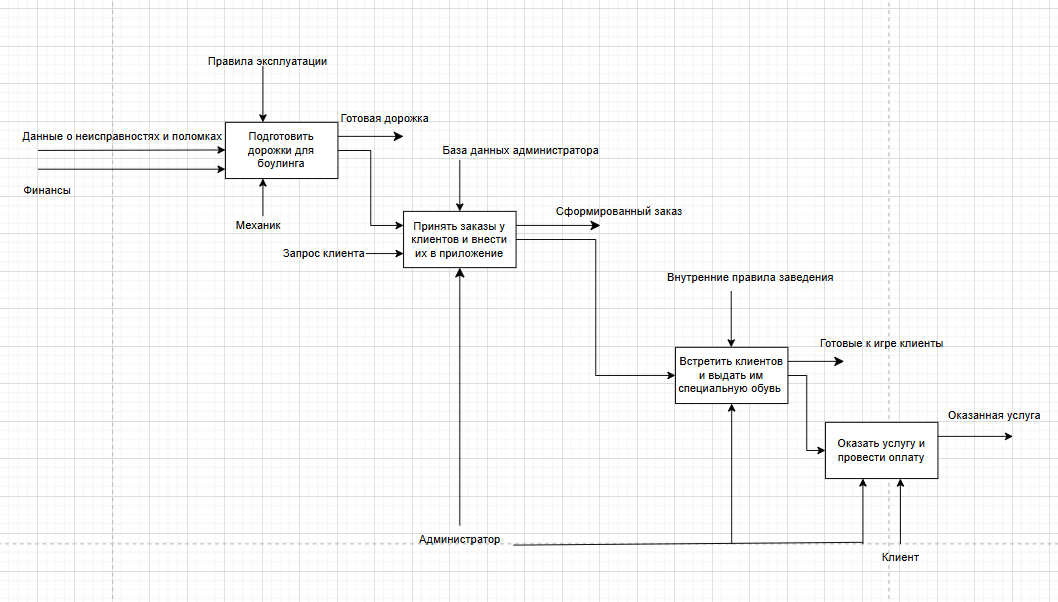 Правила эксплуатации
Готовая дорожка
Данные о неисправностях и поломках
Подготовить
дорожки для
боулинга
База данных администратора
Финансы
Механик
Сформированный заказ
Принять заказы у
клиентов и внести
их в приложение
Запрос клиента
Внутренние правила заведения
Готовые к игре клиенты
Встретить клиентов
и выдать им
специальную обувь
Оказанная услуга
Оказать услугу и
провести оплату
Администратор
Клиент